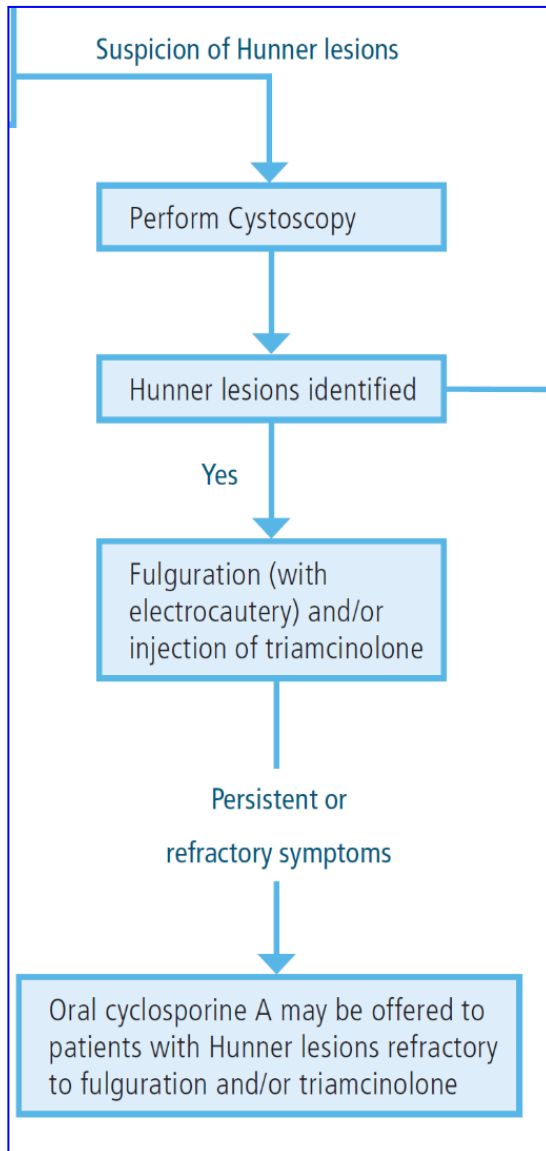 Suspicion of Hunner lesions
Perform Cystoscopy
Hunner lesions identified
Yes
Fulguration (with
electrocautery) and/or
injection of triamcinolone
Persistent or
refractory symptoms
Oral cyclosporine A may be offered to
patients with Hunner lesions refractory
to fulguration and/or triamcinolone